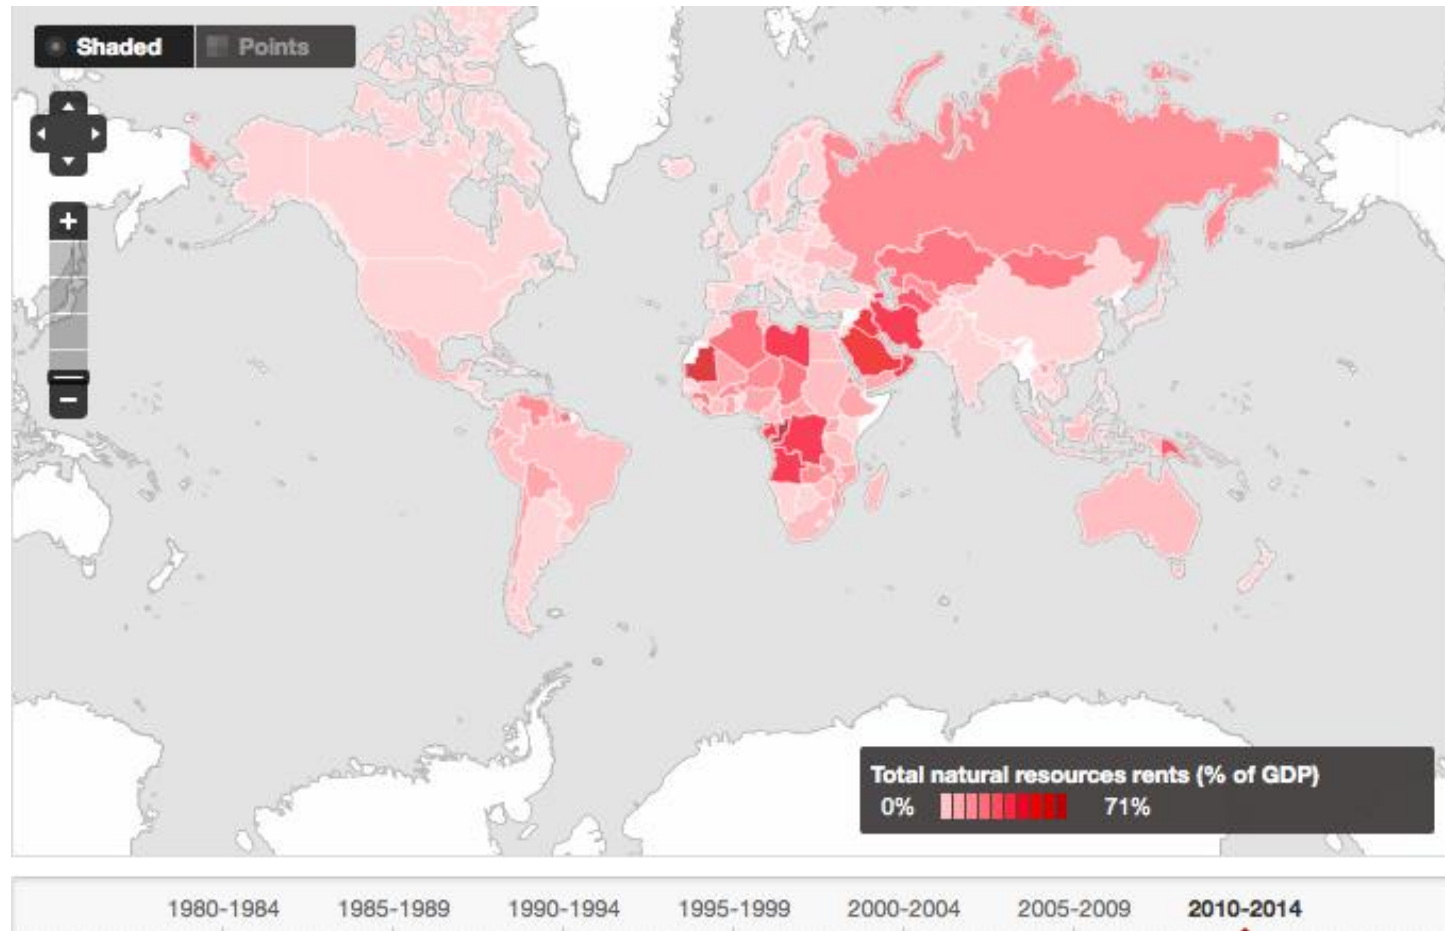 Shaded
Points
+
−
Total natural resources rents (% of GDP)
0% 71%
1980-1984 1985-1989 1990-1994 1995-1999 2000-2004 2005-2009 2010-2014